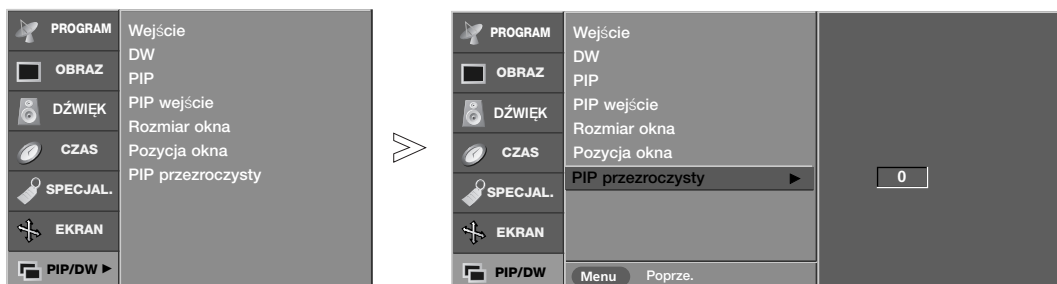 PROGRAM
OBRAZ
DŹWIĘK
CZAS
SPECJAL.
EKRAN
PIP/DW ►
Wejście
DW
PIP
PIP wejście
Rozmiar okna
Pozycja okna
PIP przezroczysty
PROGRAM
OBRAZ
DŹWIĘK
CZAS
SPECJAL.
EKRAN
PIP/DW
Wejście
DW
PIP
PIP wejście
Rozmiar okna
Pozycja okna
PIP przezroczysty ►
Menu Poprze.
0